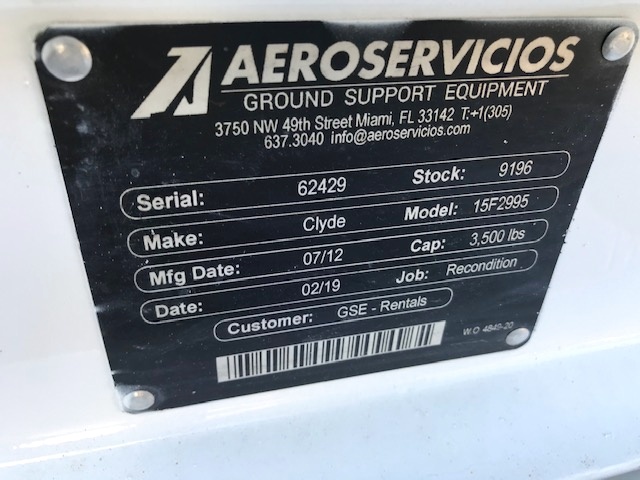 AEROSERVICIOS
GROUND SUPPORT EQUIPMENT
3750 NW 49th Street Miami, FL 33142 T:+1(305)
637.3040 info@aeroservicios.com
Serial: 62429 Stock: 9196
Make: Clyde Model: 15F2995
Mfg Date: 07/12 Cap: 3,500 lbs
Date: 02/19 Job: Recondition
Customer: GSE - Rentals
W.O 4849-20